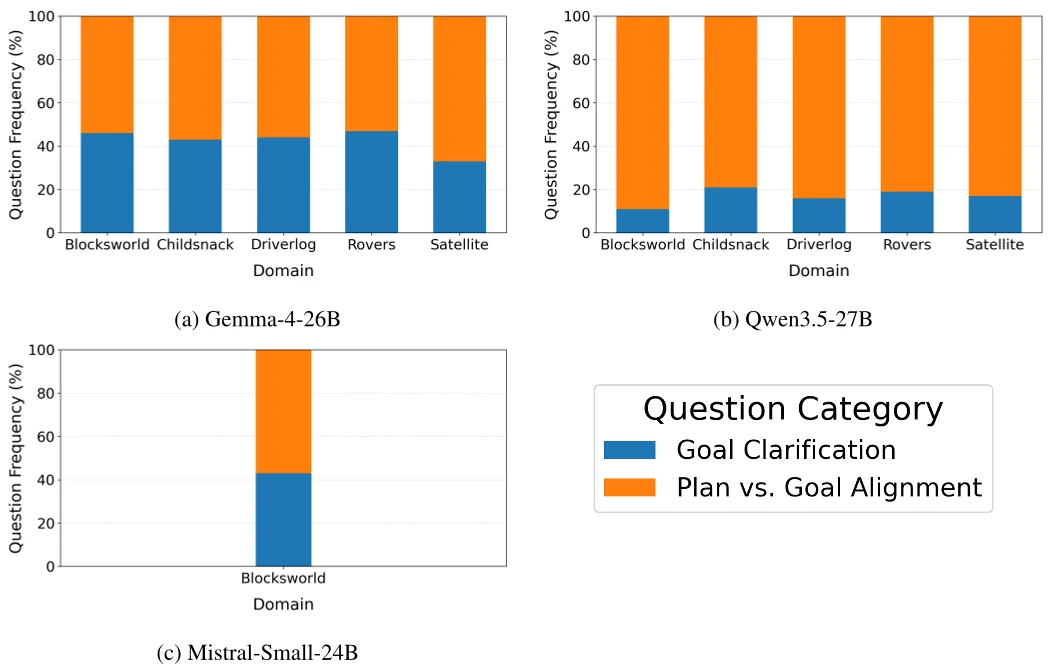 100
80
60
40
20
0
Question Frequency (%)
Blocksworld Childsnack Driverlog Rovers Satellite
Domain
(a) Gemma-4-26B
100
80
60
40
20
0
Question Frequency (%)
Blocksworld Childsnack Driverlog Rovers Satellite
Domain
(b) Qwen3.5-27B
100
80
60
40
20
0
Question Frequency (%)
Blocksworld
Domain
(c) Mistral-Small-24B
Question Category
Goal Clarification
Plan vs. Goal Alignment